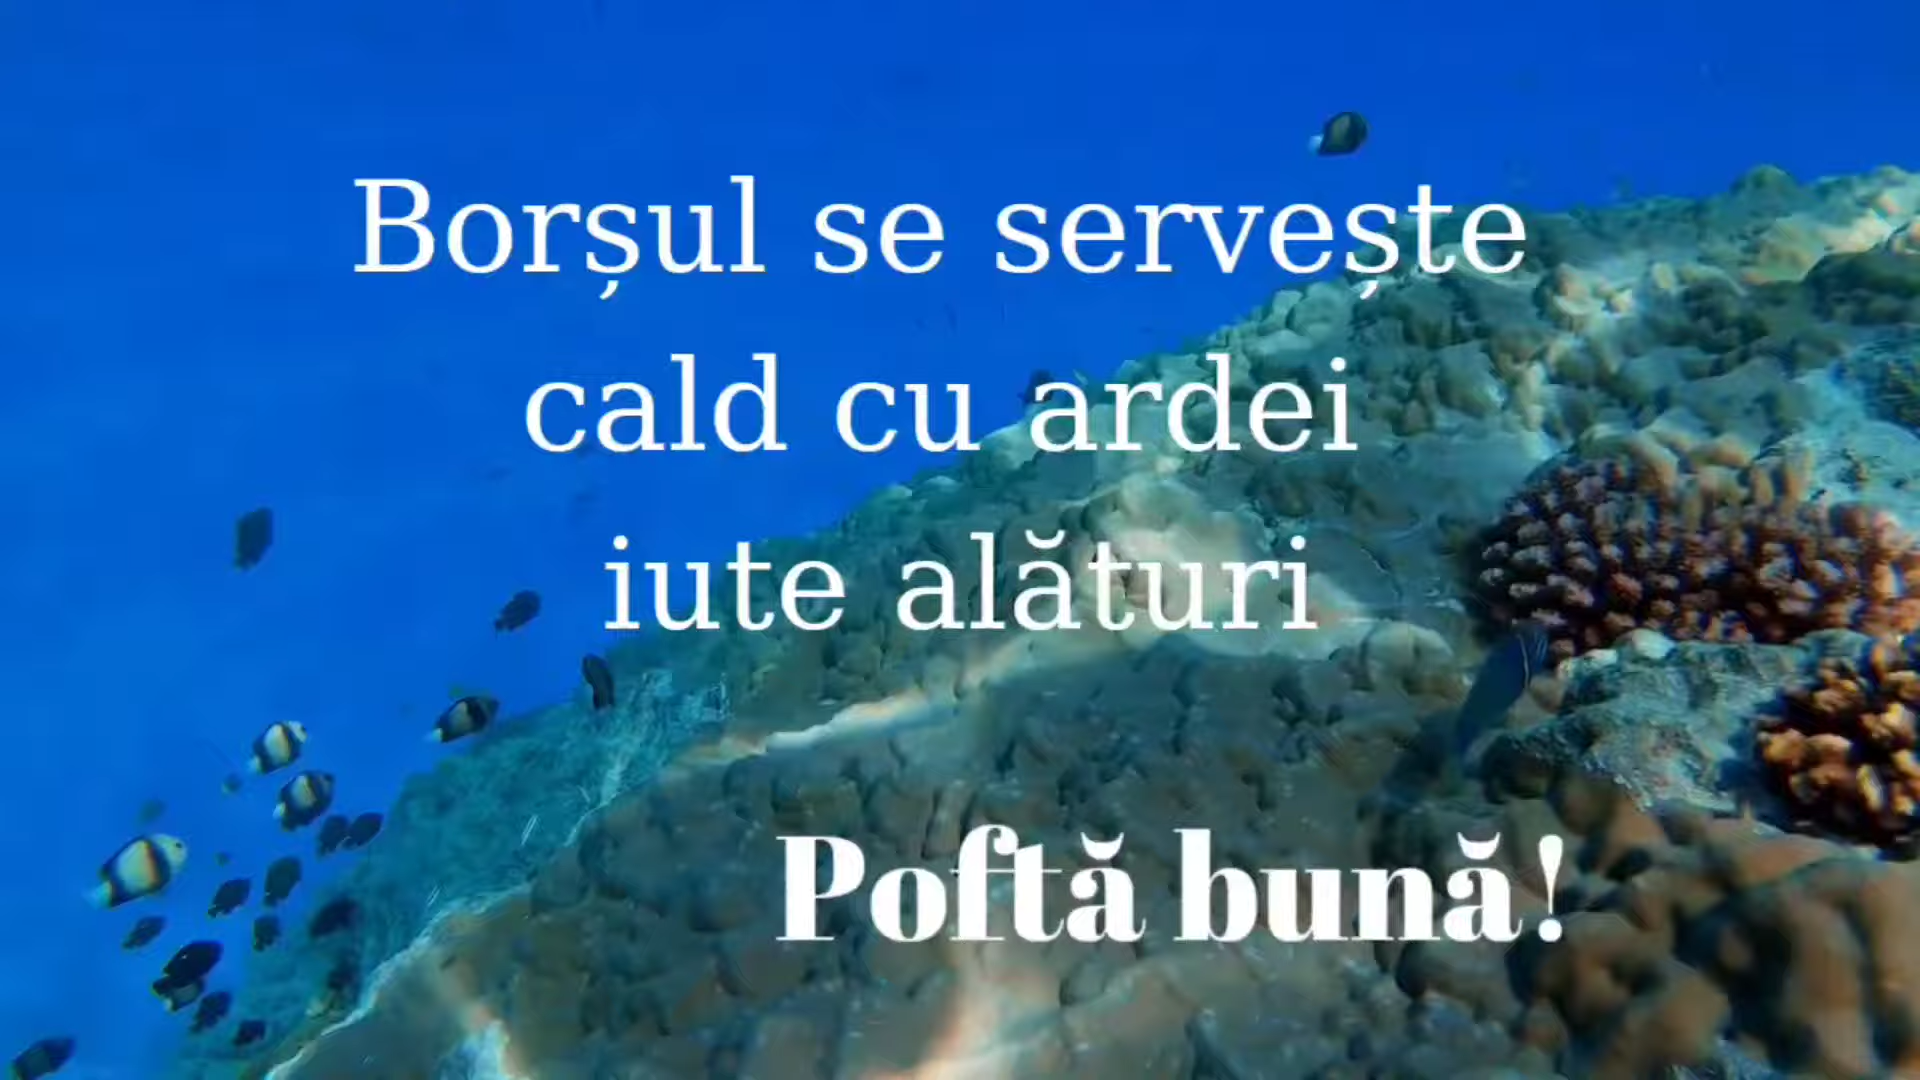 Borșul se servește
cald cu ardei
iute alături
Poftă bună!